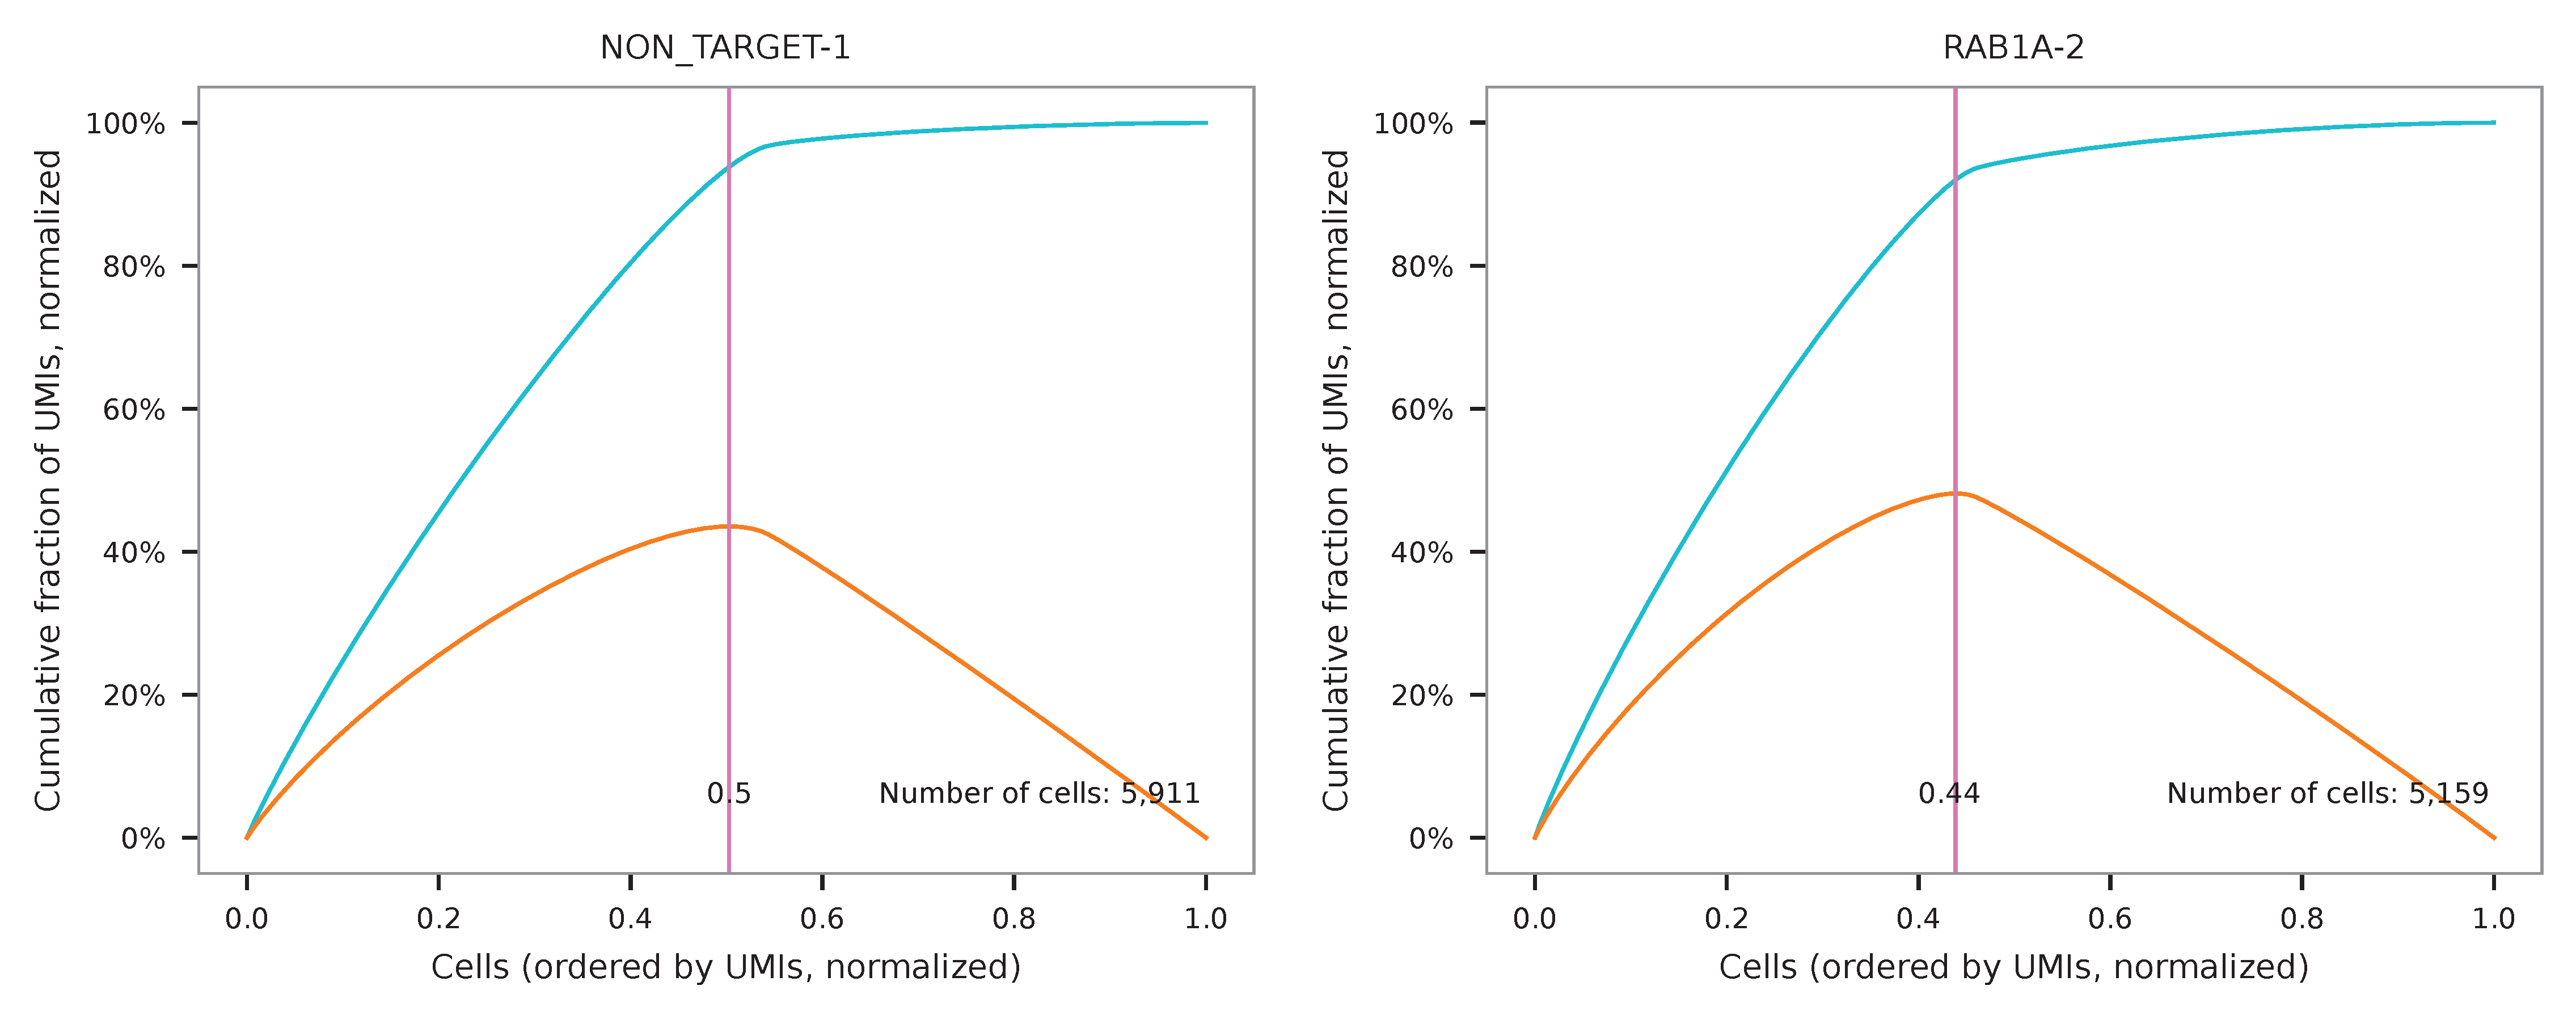 NON_TARGET-1
Cumulative fraction of UMIs, normalized
100%
80%
60%
40%
20%
0%
0.5
Number of cells: 5,911
0.0 0.2 0.4 0.6 0.8 1.0
Cells (ordered by UMIs, normalized)
RAB1A-2
Cumulative fraction of UMIs, normalized
100%
80%
60%
40%
20%
0%
0.44
Number of cells: 5,159
0.0 0.2 0.4 0.6 0.8 1.0
Cells (ordered by UMIs, normalized)